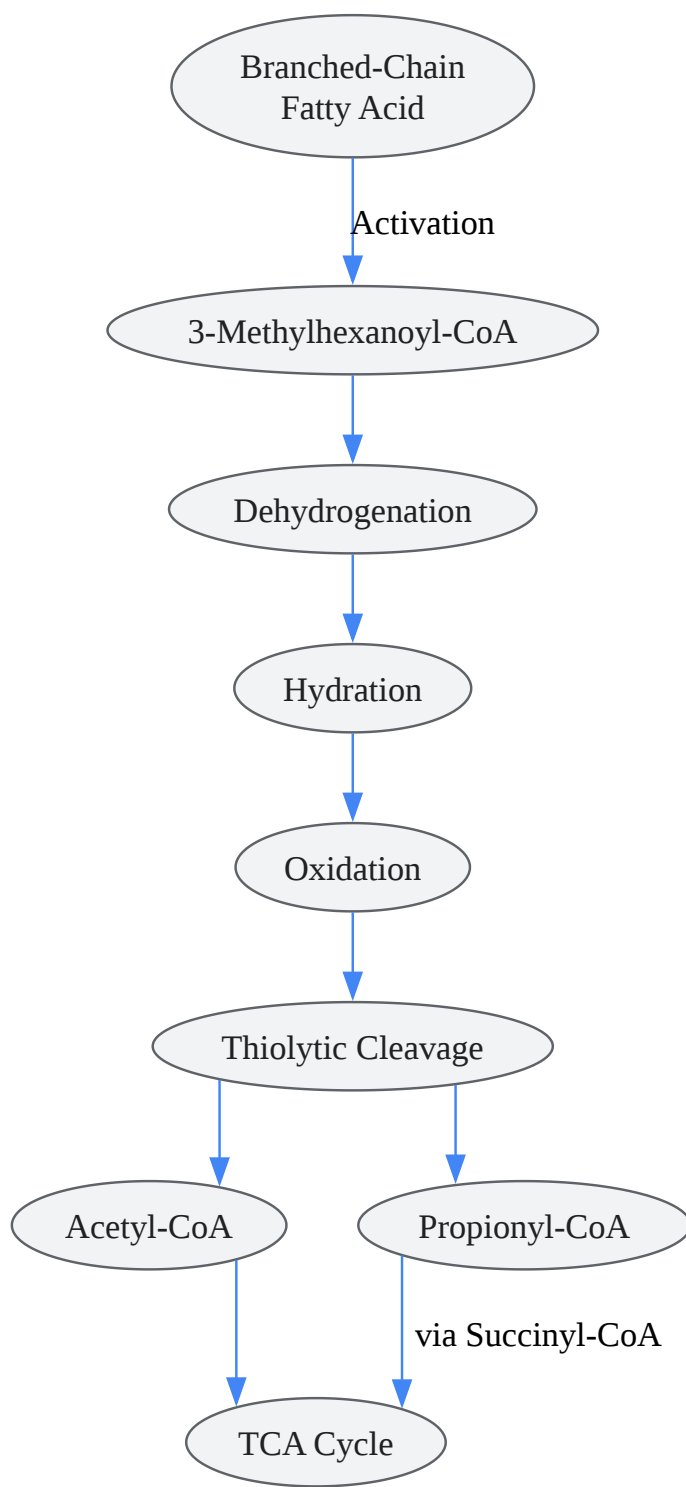 Branched-Chain
Fatty Acid
Activation
3-Methylhexanoyl-CoA
Dehydrogenation
Hydration
Oxidation
Thiolytic Cleavage
Acetyl-CoA
Propionyl-CoA
via Succinyl-CoA
TCA Cycle